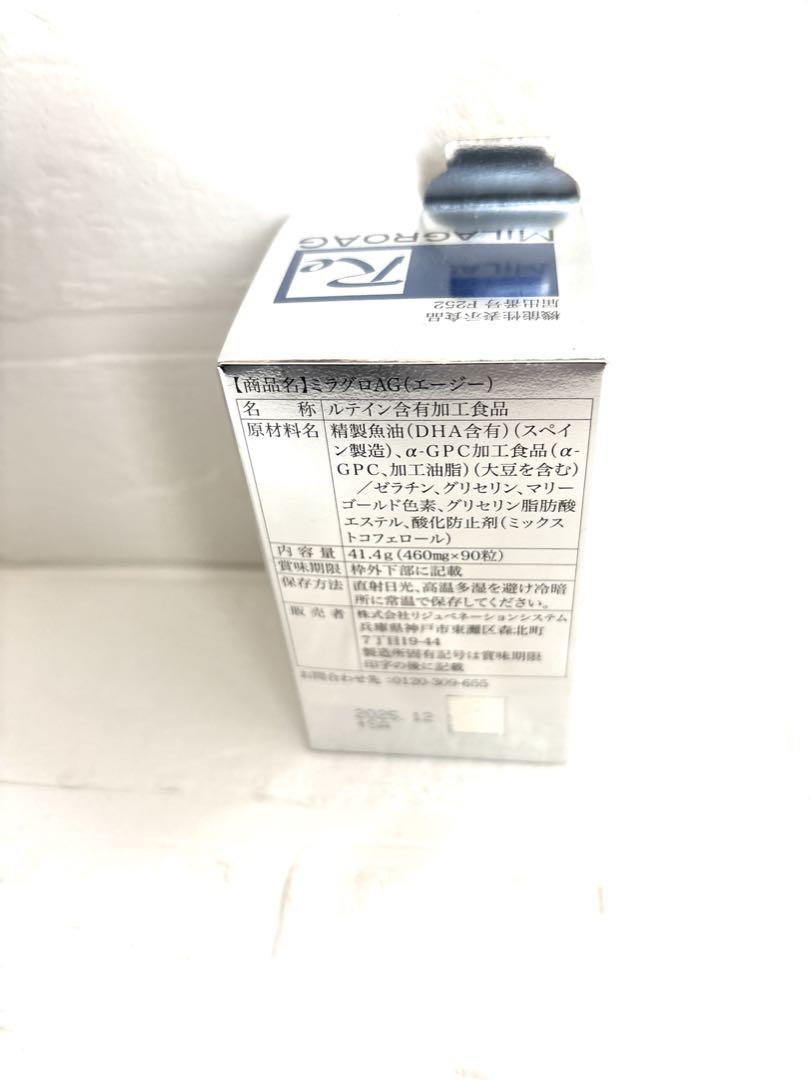 MILAGROAG
Re
MILA
機能性表示食品
届出番号 F252
【商品名】ミラグロAG(エージー)
名 称 ルテイン含有加工食品
原材料名 精製魚油(DHA含有)(スペイ
ン製造)、α-GPC加工食品(α-
GPC、加工油脂)(大豆を含む)
/ゼラチン、グリセリン、マリー
ゴールド色素、グリセリン脂肪酸
エステル、酸化防止剤(ミックス
トコフェロール)
内容量 41.4g(460mg×90粒)
賞味期限 枠外下部に記載
保存方法 直射日光、高温多湿を避け冷暗
所に常温で保存してください。
販売者 株式会社リジュベネーションシステム
兵庫県神戸市東灘区森北町
7丁目19-44
製造所固有記号は賞味期限
印字の後に記載
お問合わせ先:0120-309-655
2025.12